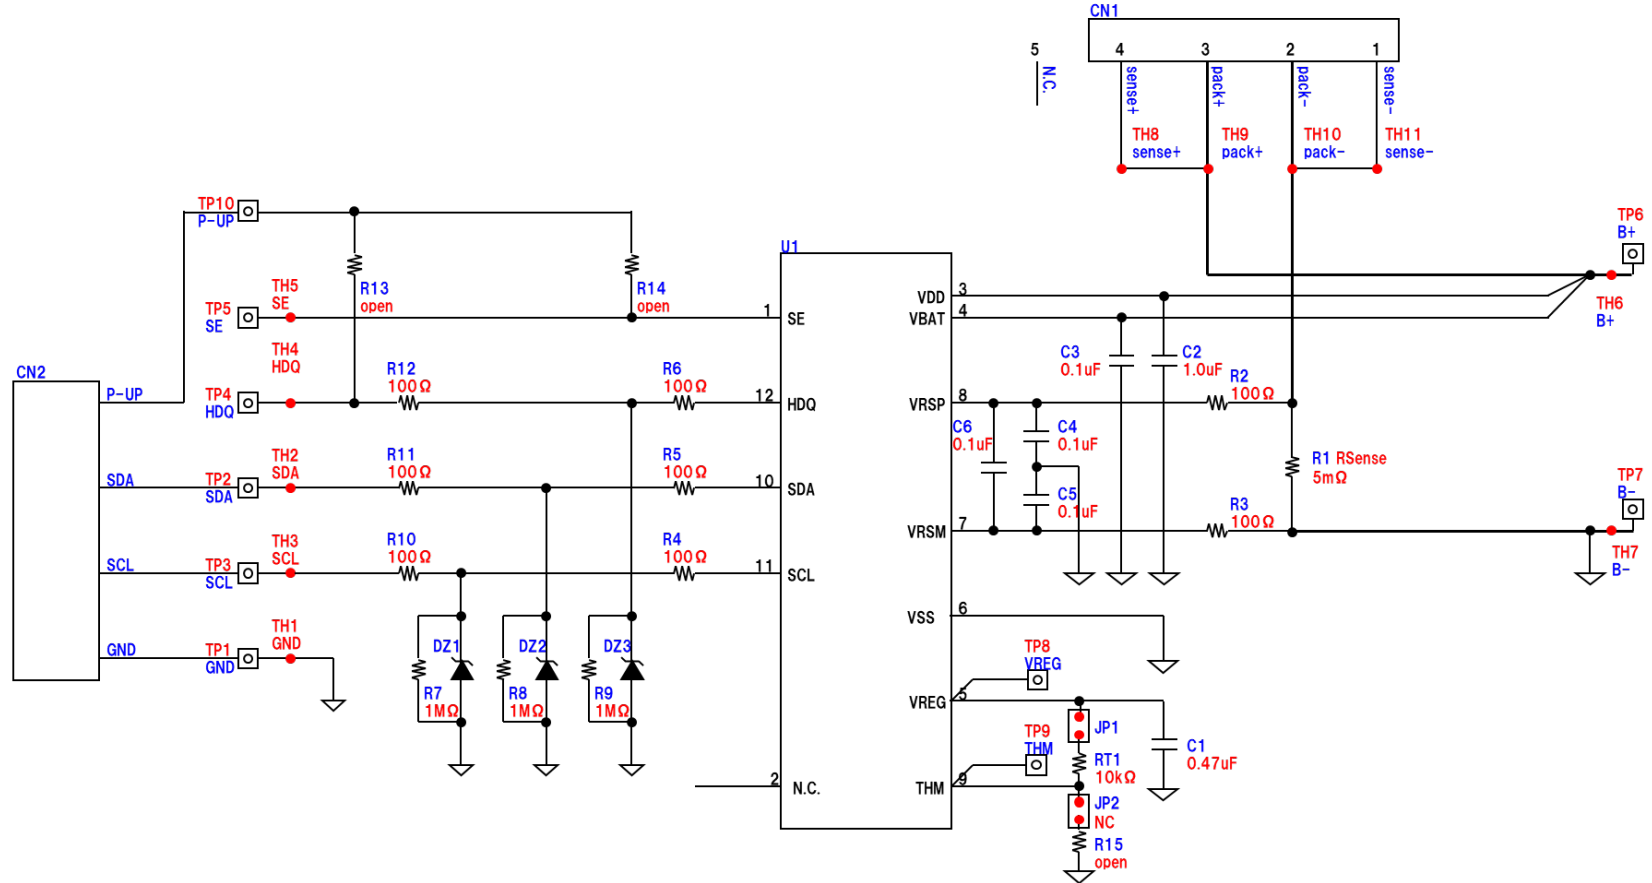 CN1
5
4
3
2
1
N.C.
sense+
pack+
pack-
sense-
TH8
sense+
TH9
pack+
TH10
pack-
TH11
sense-
TP10
P-UP
TP6
B+
TH6
B+
U1
R13
open
R14
open
TH5
SE
TP5
SE
1
SE
VDD
3
VBAT
4
TH4
HDQ
C3
0.1uF
C2
1.0uF
CN2
P-UP
TP4
HDQ
R12
100Ω
R6
100Ω
12
HDQ
VRSP
8
R2
100Ω
C6
0.1uF
C4
0.1uF
R1 RSense
5mΩ
SDA
TP2
SDA
TH2
SDA
R11
100Ω
R5
100Ω
10
SDA
C5
0.1uF
VRSM
7
R3
100Ω
TP7
B-
TH7
B-
SCL
TP3
SCL
TH3
SCL
R10
100Ω
R4
100Ω
11
SCL
VSS
6
GND
TP1
GND
TH1
GND
DZ1
DZ2
DZ3
R7
1MΩ
R8
1MΩ
R9
1MΩ
TP8
VREG
VREG
5
JP1
TP9
THM
RT1
10kΩ
C1
0.47uF
2
N.C.
THM
9
JP2
NC
R15
open